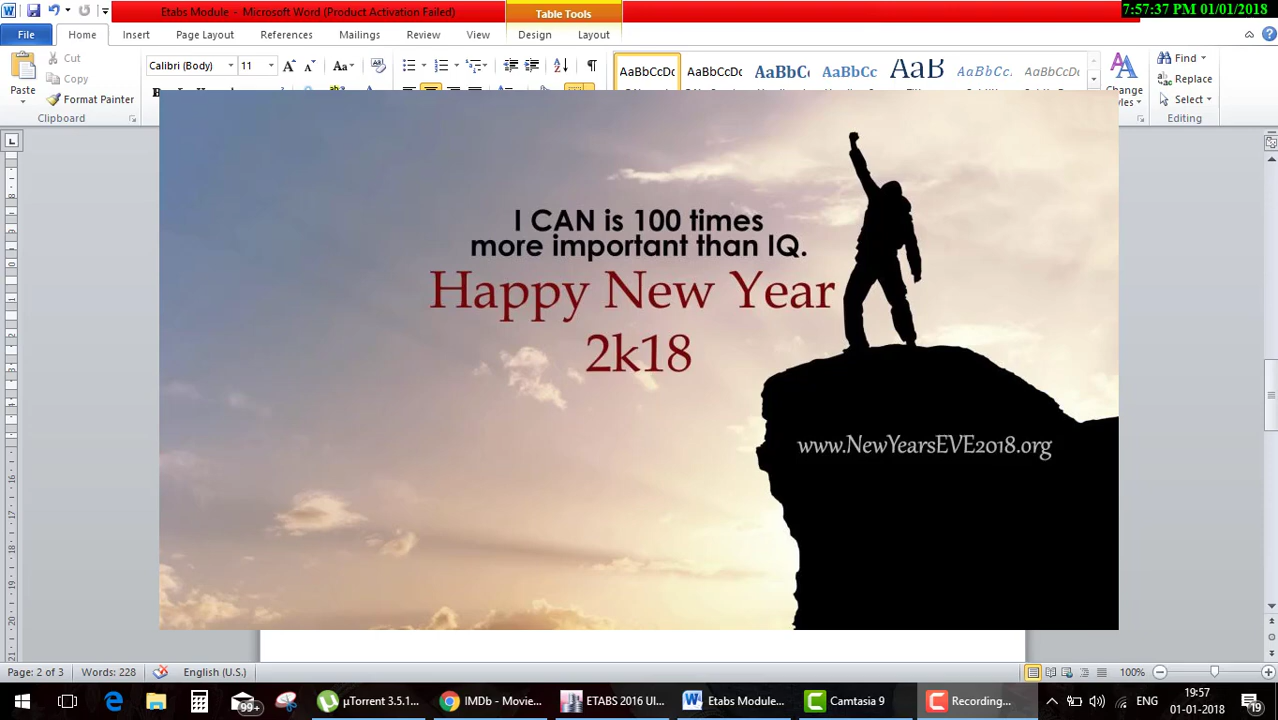 Etabs Module - Microsoft Word (Product Activation Failed)
Table Tools
7:57:37 PM 01/01/2018
File Home Insert Page Layout References Mailings Review View Design Layout
Cut
Copy
Format Painter
Paste
Clipboard
Calibri (Body) 11
AaBbCcDc AaBbCcDc AaBbCc AaBbCc AaB AaBbCc. AaBbCcDc
Change
Styles
Find
Replace
Select
Editing
I CAN is 100 times
more important than IQ.
Happy New Year
2k18
www.NewYearsEVE2018.org
Page: 2 of 3 Words: 228 English (U.S.) 100%
99+
µTorrent 3.5.1... IMDb - Movie... ETABS 2016 Ul... Etabs Module... Camtasia 9 Recording...
ENG
19:57
01-01-2018
19